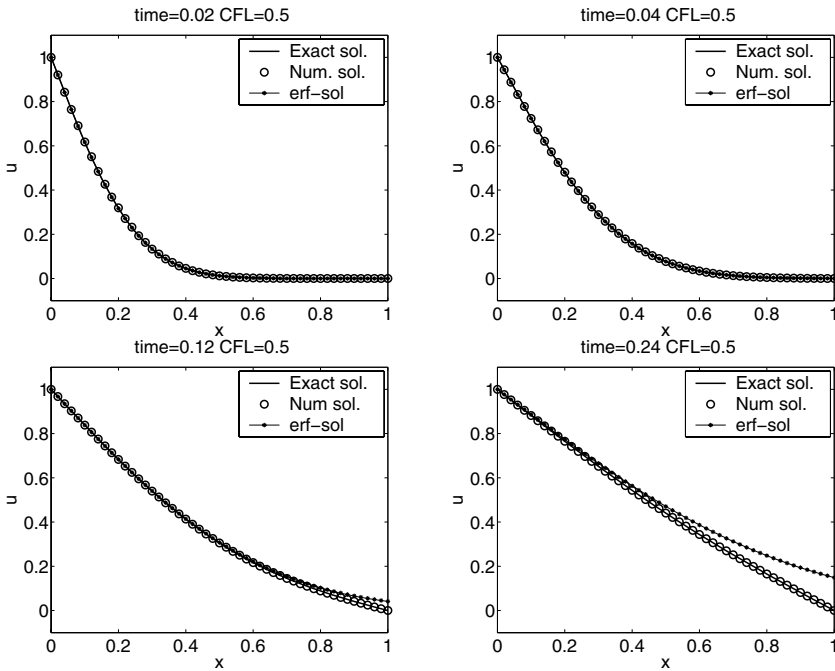 time=0.02 CFL=0.5
1
0.8
0.6
0.4
0.2
0
u
0
0.2
0.4
0.6
0.8
1
x
Exact sol.
Num. sol.
erf−sol
time=0.04 CFL=0.5
1
0.8
0.6
0.4
0.2
0
u
0
0.2
0.4
0.6
0.8
1
x
Exact sol.
Num. sol.
erf−sol
time=0.12 CFL=0.5
1
0.8
0.6
0.4
0.2
0
u
0
0.2
0.4
0.6
0.8
1
x
Exact sol.
Num sol.
erf−sol
time=0.24 CFL=0.5
1
0.8
0.6
0.4
0.2
0
u
0
0.2
0.4
0.6
0.8
1
x
Exact sol.
Num sol.
erf−sol